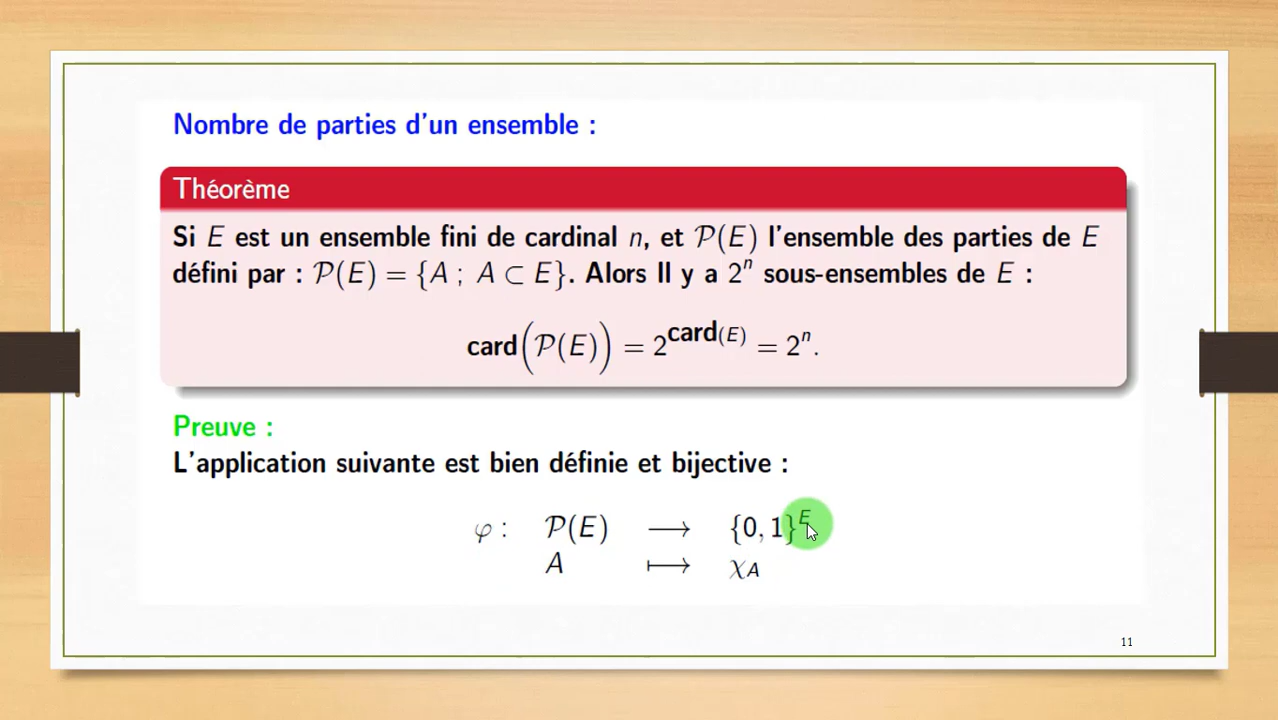 Nombre de parties d'un ensemble :
Théorème
Si E est un ensemble fini de cardinal n, et 𝒫(E) l'ensemble des parties de E
défini par : 𝒫(E) = {A ; A ⊂ E}. Alors Il y a 2ⁿ sous-ensembles de E :
card(𝒫(E)) = 2^card(E) = 2ⁿ.
Preuve :
L'application suivante est bien définie et bijective :
φ : 𝒫(E) ⟶ {0, 1}^E
A ⟼ χ_A
11